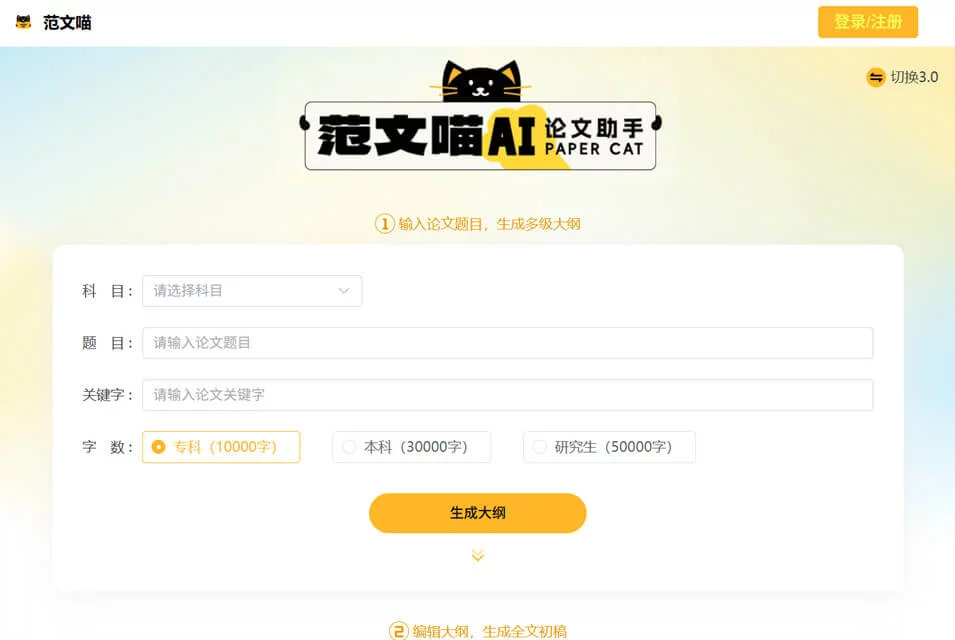 范文喵
登录/注册
切换3.0
范文喵AI 论文助手
PAPER CAT
1 输入论文题目，生成多级大纲
科 目：请选择科目
题 目：请输入论文题目
关键字：请输入论文关键字
字 数：专科（10000字） 本科（30000字） 研究生（50000字）
生成大纲
2 编辑大纲，生成全文初稿